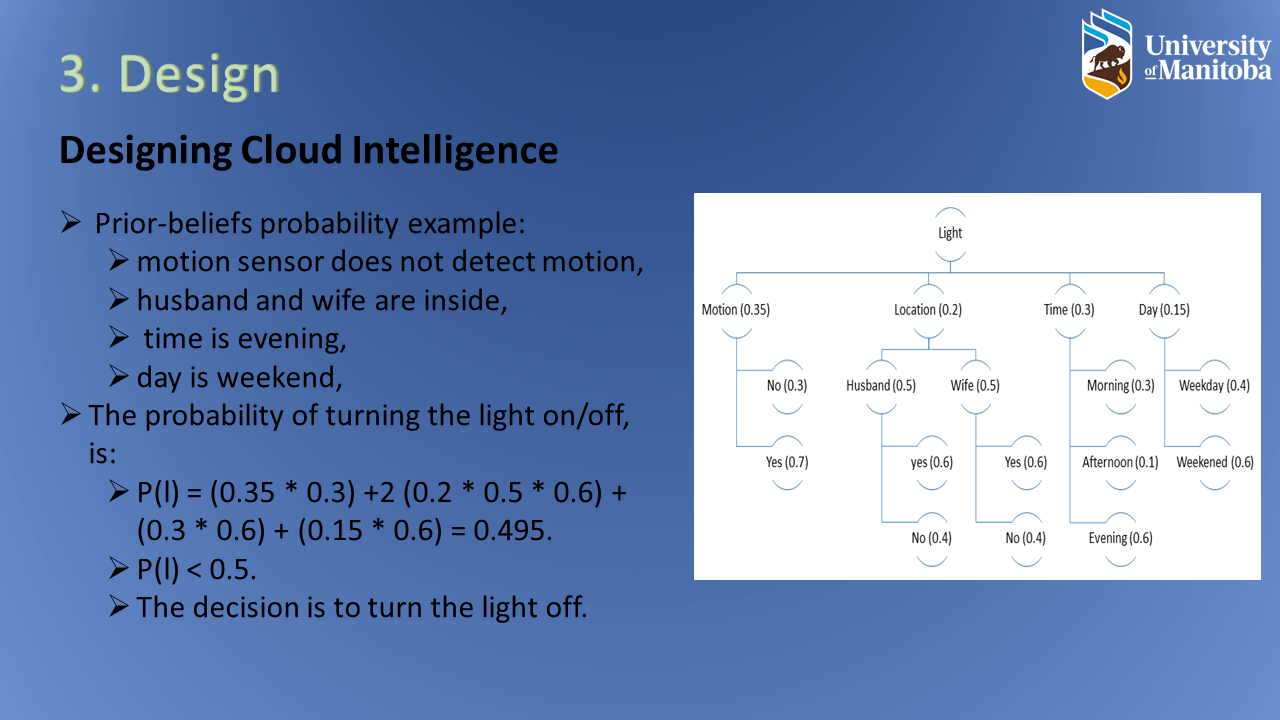 3. Design
University
of Manitoba
Designing Cloud Intelligence
➢ Prior-beliefs probability example:
➢ motion sensor does not detect motion,
➢ husband and wife are inside,
➢ time is evening,
➢ day is weekend,
➢ The probability of turning the light on/off,
is:
➢ P(l) = (0.35 * 0.3) +2 (0.2 * 0.5 * 0.6) +
(0.3 * 0.6) + (0.15 * 0.6) = 0.495.
➢ P(l) < 0.5.
➢ The decision is to turn the light off.
Light
Motion (0.35) Location (0.2) Time (0.3) Day (0.15)
No (0.3) Husband (0.5) Wife (0.5) Morning (0.3) Weekday (0.4)
Yes (0.7) yes (0.6) Yes (0.6) Afternoon (0.1) Weekened (0.6)
No (0.4) No (0.4) Evening (0.6)